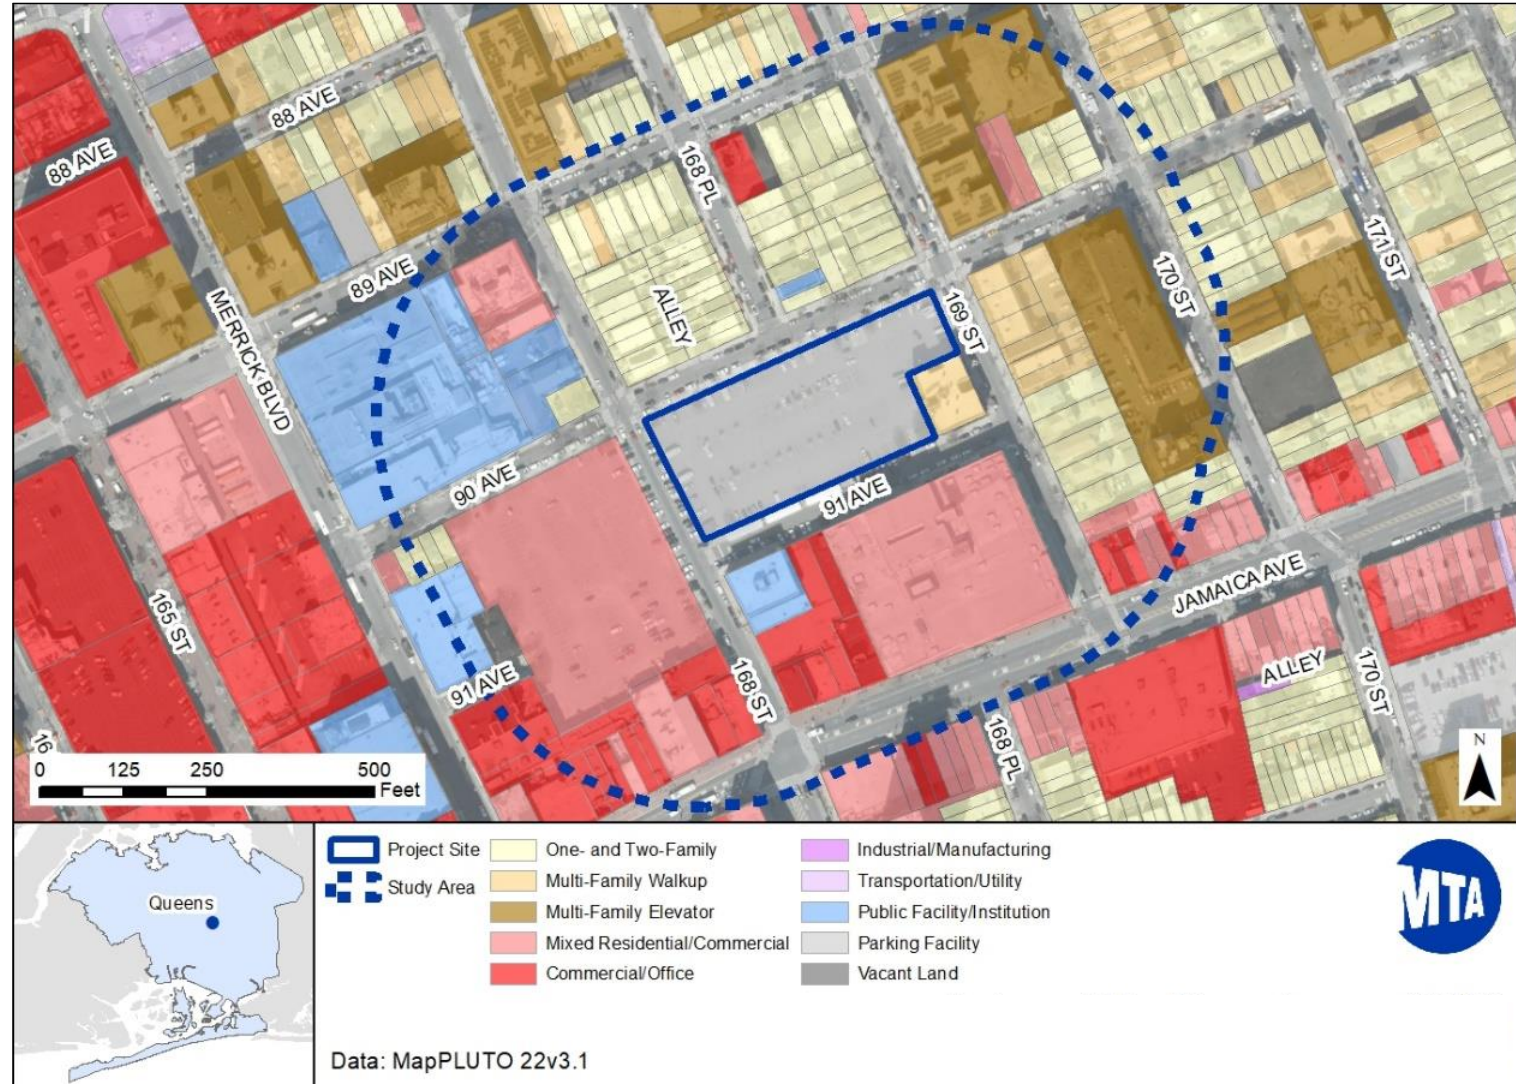 88 AVE
88 AVE
168 PL
89 AVE
ALLEY
169 ST
170 ST
171 ST
MERRICK BLVD
90 AVE
91 AVE
165 ST
91 AVE
168 ST
JAMAICA AVE
ALLEY
168 PL
170 ST
16
0 125 250 500
Feet
N
Queens
Project Site
Study Area
One- and Two-Family
Multi-Family Walkup
Multi-Family Elevator
Mixed Residential/Commercial
Commercial/Office
Industrial/Manufacturing
Transportation/Utility
Public Facility/Institution
Parking Facility
Vacant Land
MTA
Data: MapPLUTO 22v3.1